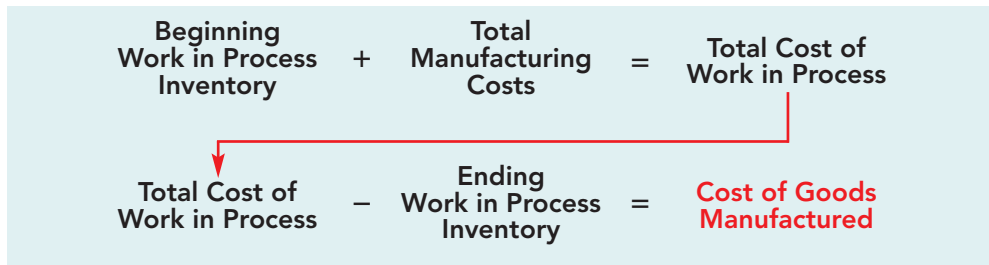 Beginning
Work in Process
Inventory
+
Total
Manufacturing
Costs
=
Total Cost of
Work in Process
Total Cost of
Work in Process
–
Ending
Work in Process
Inventory
=
Cost of Goods
Manufactured